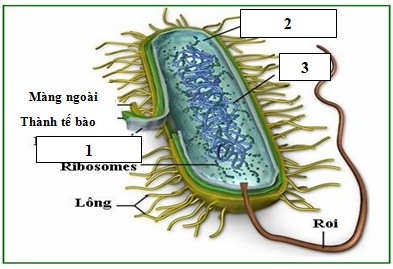 2
3
Màng ngoài
Thành tế bào
1
Ribosomes
Lông
Roi